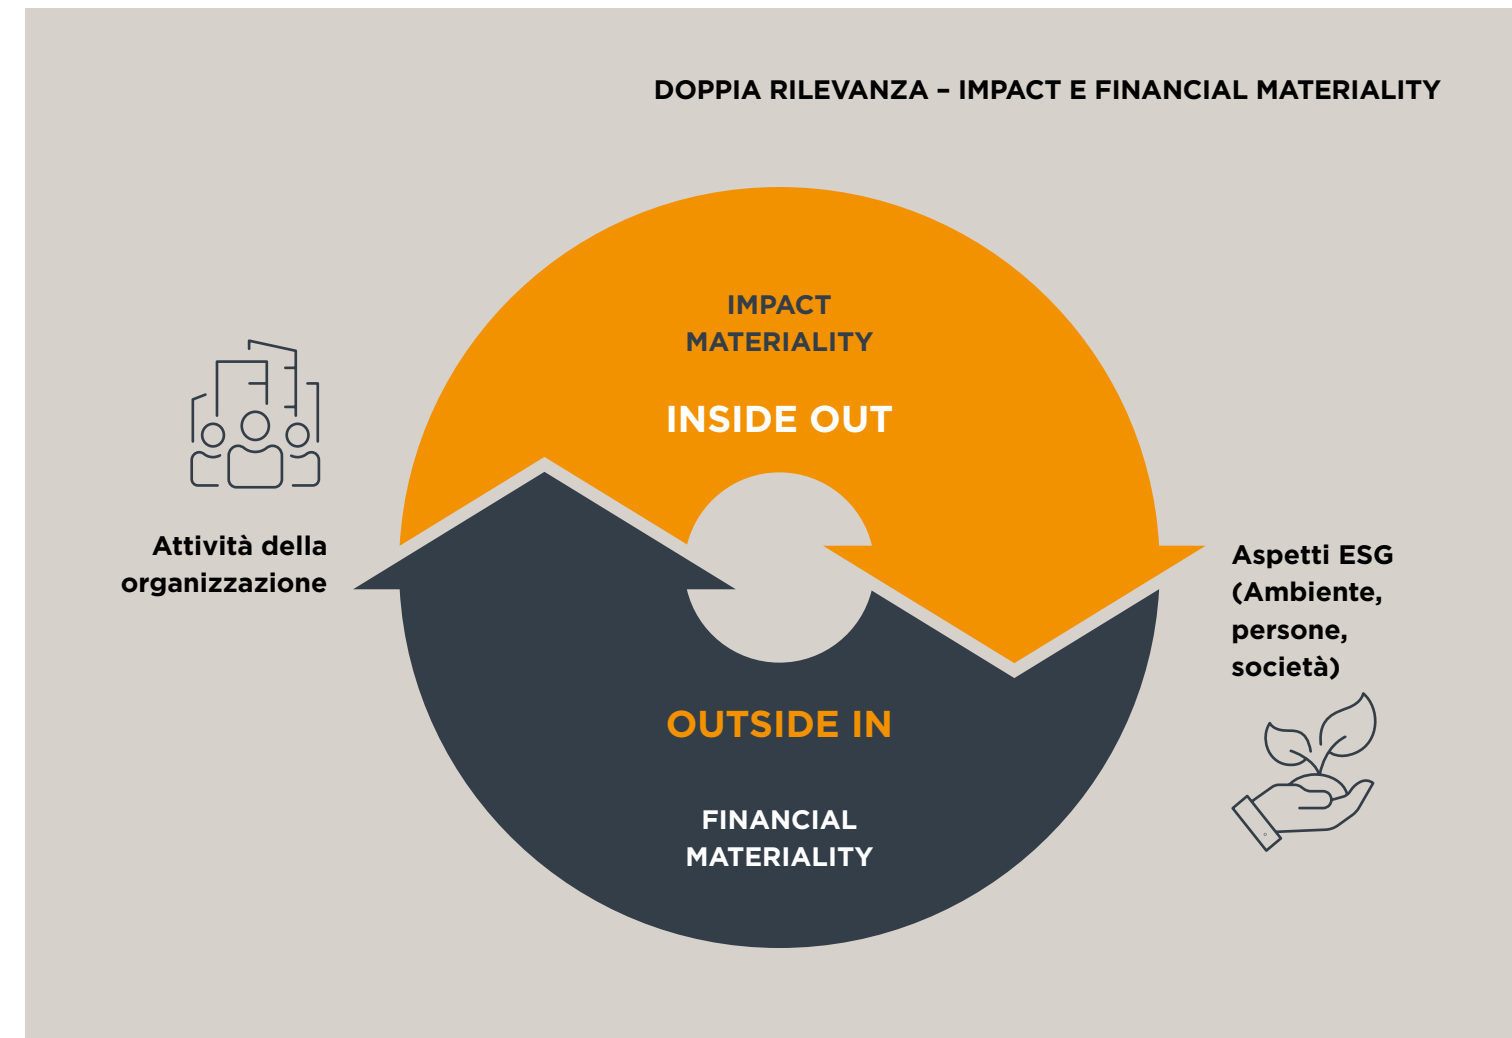 DOPPIA RILEVANZA – IMPACT E FINANCIAL MATERIALITY
IMPACT
MATERIALITY
INSIDE OUT
Attività della
organizzazione
Aspetti ESG
(Ambiente,
persone,
società)
OUTSIDE IN
FINANCIAL
MATERIALITY